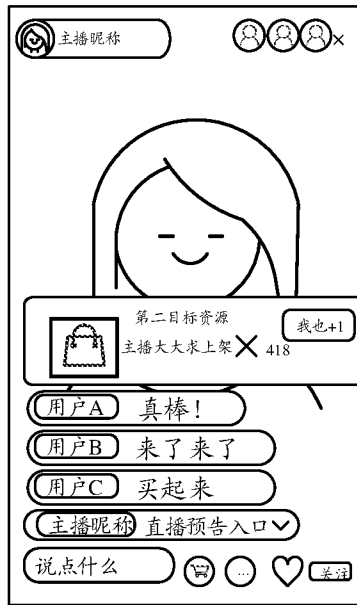 主播昵称 ×
第二目标资源
主播大大求上架 × 418
我也+1
用户A 真棒!
用户B 来了来了
用户C 买起来
主播昵称 直播预告入口
说点什么 ... 关注